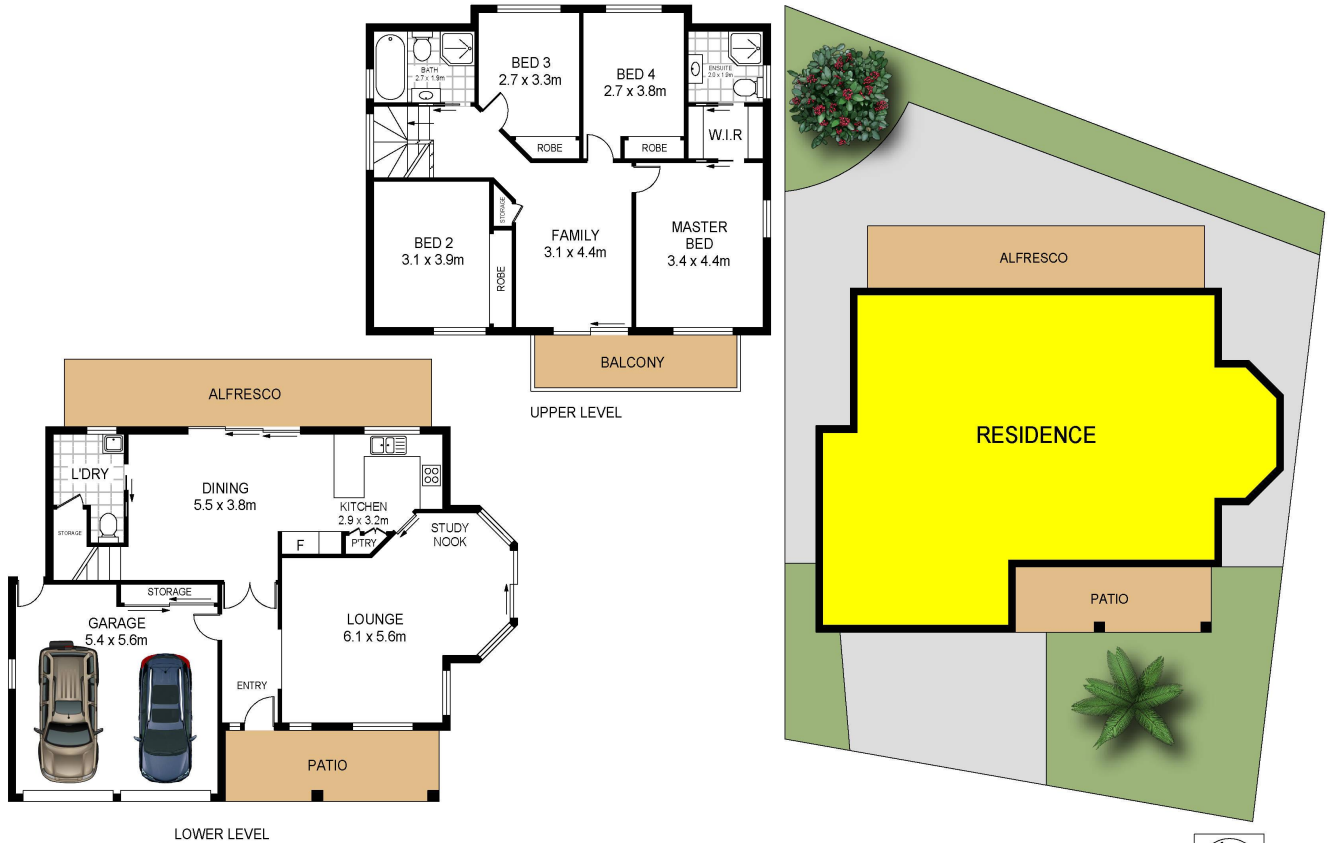 BATH
2.7 x 1.9m
BED 3
2.7 x 3.3m
BED 4
2.7 x 3.8m
ENSUITE
2.0 x 1.9m
W.I.R
ROBE
ROBE
STORAGE
BED 2
3.1 x 3.9m
ROBE
FAMILY
3.1 x 4.4m
MASTER
BED
3.4 x 4.4m
BALCONY
UPPER LEVEL
ALFRESCO
L'DRY
STORAGE
DINING
5.5 x 3.8m
KITCHEN
2.9 x 3.2m
F
P'TRY
STUDY
NOOK
STORAGE
GARAGE
5.4 x 5.6m
LOUNGE
6.1 x 5.6m
ENTRY
PATIO
LOWER LEVEL
ALFRESCO
RESIDENCE
PATIO